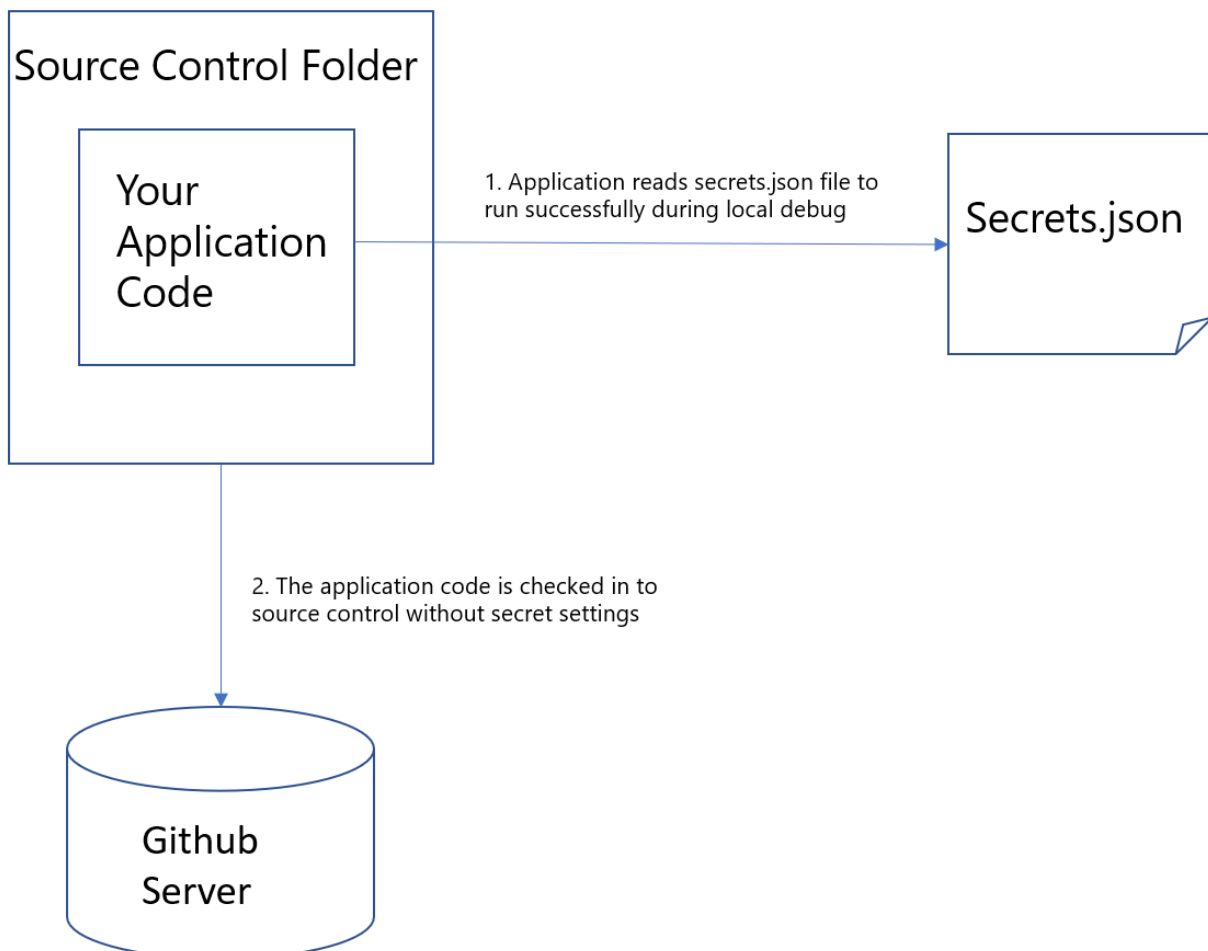 Source Control Folder
Your
Application
Code
1. Application reads secrets.json file to
run successfully during local debug
Secrets.json
2. The application code is checked in to
source control without secret settings
Github
Server